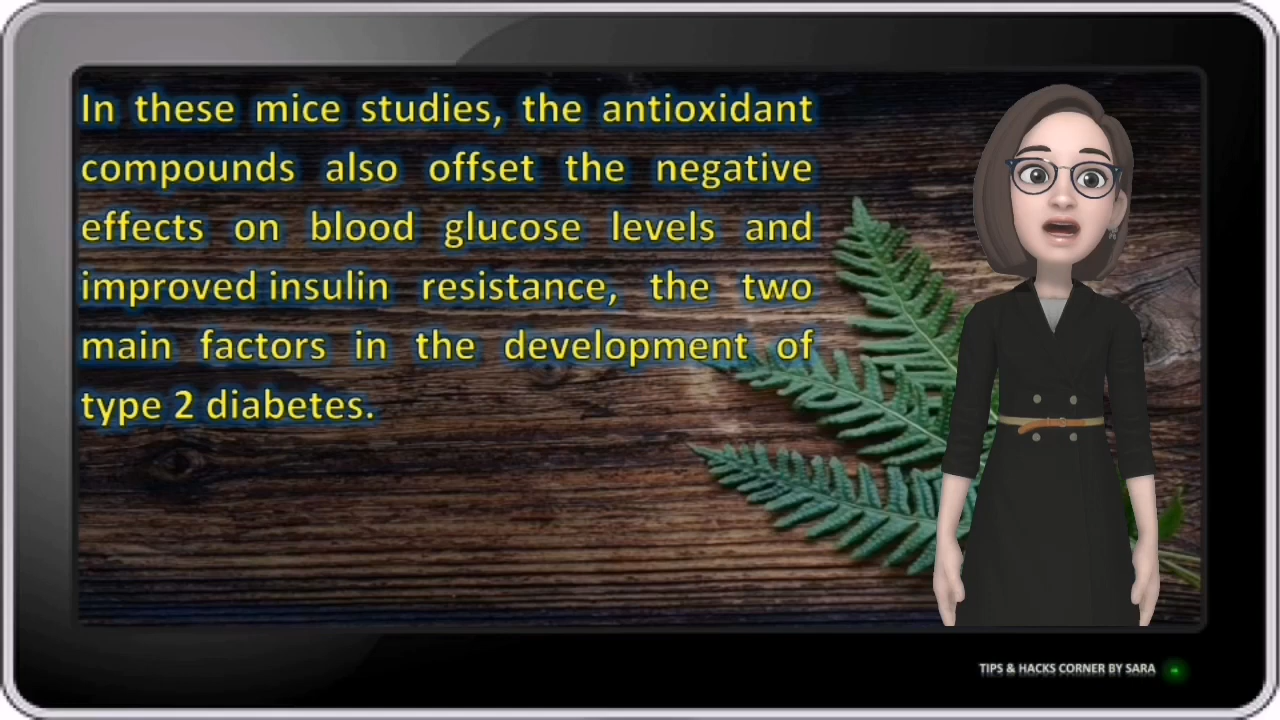 In these mice studies, the antioxidant
compounds also offset the negative
effects on blood glucose levels and
improved insulin resistance, the two
main factors in the development of
type 2 diabetes.
TIPS & HACKS CORNER BY SARA